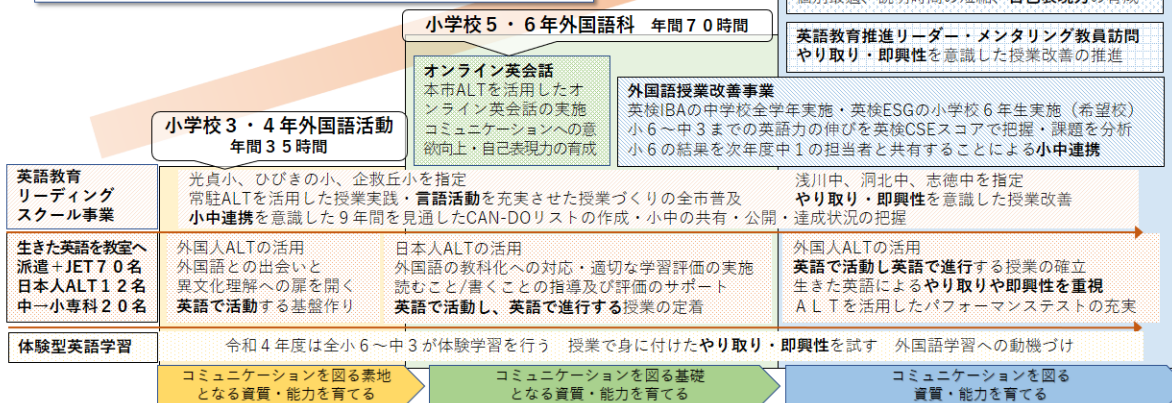 小学校５・６年外国語科　年間７０時間
英語教育推進リーダー・メンタリング教員訪問
やり取り・即興性を意識した授業改善の推進
オンライン英会話
本市ALTを活用したオ
ンライン英会話の実施
コミュニケーションへの意
欲向上・自己表現力の育成
外国語授業改善事業
英検IBAの中学校全学年実施・英検ESGの小学校６年生実施（希望校）
小６～中３までの英語力の伸びを英検CSEスコアで把握・課題を分析
小６の結果を次年度中１の担当者と共有することによる小中連携
小学校３・４年外国語活動
年間３５時間
英語教育
リーディング
スクール事業
光貞小、ひびきの小、企救丘小を指定
常駐ALTを活用した授業実践・言語活動を充実させた授業づくりの全市普及
小中連携を意識した９年間を見通したCAN-DOリストの作成・小中の共有・公開・達成状況の把握
浅川中、洞北中、志徳中を指定
やり取り・即興性を意識した授業改善
生きた英語を教室へ
派遣＋JET７０名
日本人ALT１２名
中→小専科２０名
外国人ALTの活用
外国語との出会いと
異文化理解への扉を開く
英語で活動する基盤作り
日本人ALTの活用
外国語の教科化への対応・適切な学習評価の実施
読むこと/書くことの指導及び評価のサポート
英語で活動し、英語で進行する授業の定着
外国人ALTの活用
英語で活動し英語で進行する授業の確立
生きた英語によるやり取りや即興性を重視
ＡＬＴを活用したパフォーマンステストの充実
体験型英語学習
令和４年度は全小６～中３が体験学習を行う　授業で身に付けたやり取り・即興性を試す　外国語学習への動機づけ
コミュニケーションを図る素地
となる資質・能力を育てる
コミュニケーションを図る基礎
となる資質・能力を育てる
コミュニケーションを図る
資質・能力を育てる